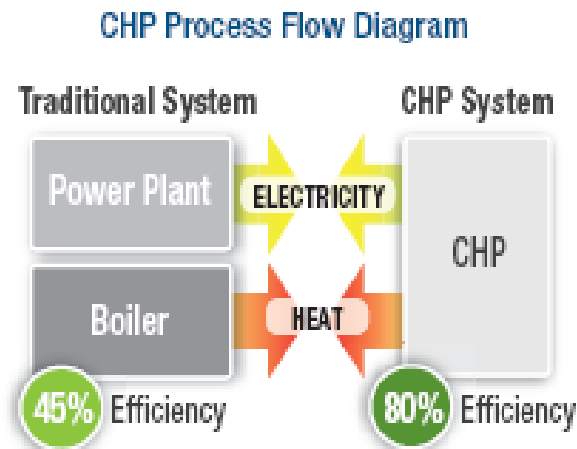 CHP Process Flow Diagram
Traditional System
CHP System
Power Plant
ELECTRICITY
CHP
Boiler
HEAT
45% Efficiency
80% Efficiency